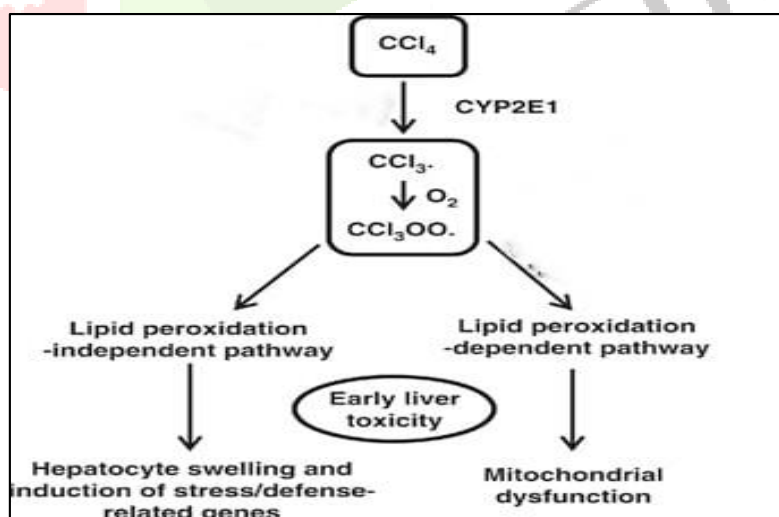 CCl₄
CYP2E1
CCl₃.
O₂
CCl₃OO.
Lipid peroxidation
-independent pathway
Lipid peroxidation
-dependent pathway
Early liver
toxicity
Hepatocyte swelling and
induction of stress/defense-
related genes
Mitochondrial
dysfunction